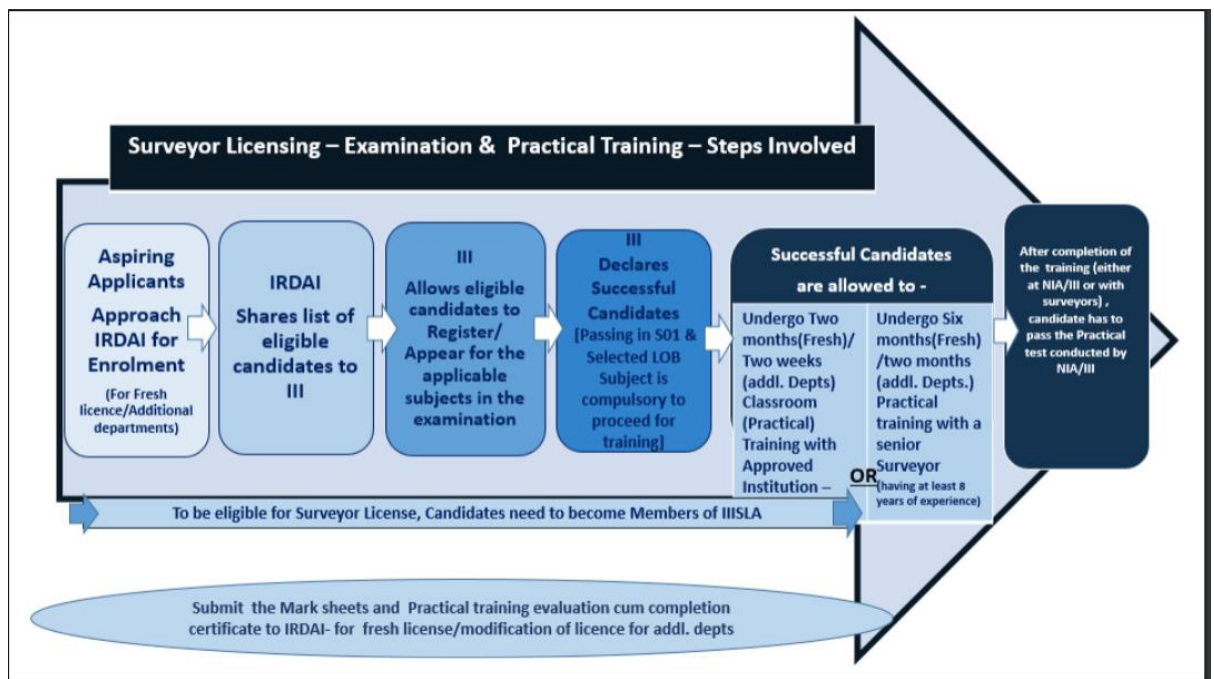 Surveyor Licensing – Examination & Practical Training – Steps Involved
Aspiring
Applicants
Approach
IRDAI for
Enrolment
(For Fresh
licence/Additional
departments)
IRDAI
Shares list of
eligible
candidates to
III
III
Allows eligible
candidates to
Register/
Appear for the
applicable
subjects in the
examination
III
Declares
Successful
Candidates
[Passing in S01 &
Selected LOB
Subject is
compulsory to
proceed for
training]
Successful Candidates
are allowed to -
Undergo Two
months(Fresh)/
Two weeks
(addl. Depts)
Classroom
(Practical)
Training with
Approved
Institution –
OR
Undergo Six
months(Fresh)
/two months
(addl. Depts.)
Practical
training with a
senior
Surveyor
(having at least 8
years of experience)
After completion of
the training (either
at NIA/III or with
surveyors) ,
candidate has to
pass the Practical
test conducted by
NIA/III
To be eligible for Surveyor License, Candidates need to become Members of IIISLA
Submit the Mark sheets and Practical training evaluation cum completion
certificate to IRDAI- for fresh license/modification of licence for addl. depts